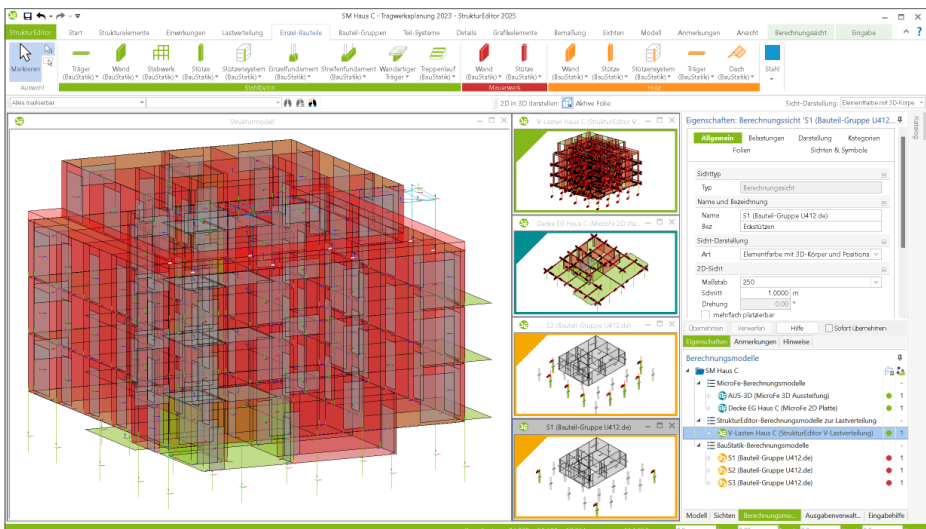 SM Haus C - Tragwerksplanung 2023 - StrukturEditor 2025
StrukturEditor Start Strukturelemente Einwirkungen Lastverteilung Einzel-Bauteile Bauteil-Gruppen Teil-Systeme Details Grafikelemente Bemaßung Sichten Modell Anmerkungen Ansicht Berechnungssicht Eingabe
Markieren Träger Wand Stabwerk Stütze Stützensystem Einzelfundament Streifenfundament Wandartiger Treppenlauf Wand Stütze Wand Stütze Stützensystem Träger Dach Stahl
(BauStatik) (BauStatik) (BauStatik) (BauStatik) (BauStatik) (BauStatik) (BauStatik) Träger (BauStatik) (BauStatik) (BauStatik) (BauStatik) (BauStatik) (BauStatik) (BauStatik) (BauStatik)
Auswahl Stahlbeton Mauerwerk Holz
Alles markierbar 2D in 3D darstellen: Aktive Folie: Sicht-Darstellung: Elementfarbe mit 3D-Körpe
Strukturmodell
V-Lasten Haus C (StrukturEditor V...
Decke EG Haus C (MicroFe 2D Pla...
S3 (Bauteil-Gruppe U412.de)
S1 (Bauteil-Gruppe U412.de)
Eigenschaften: Berechnungssicht 'S1 (Bauteil-Gruppe U412...
Katalog
Allgemein Belastungen Darstellung Kategorien
Folien Sichten & Symbole
Sichttyp
Typ Berechnungssicht
Name und Bezeichnung
Name S1 (Bauteil-Gruppe U412.de)
Bez Eckstützen
Sicht-Darstellung
Art Elementfarbe mit 3D-Körper und Positions
2D-Sicht
Maßstab 250
Schnitt 1.0000 m
Drehung 0.00 °
mehrfach platzierbar
Übernehmen Verwerfen Hilfe Sofort übernehmen
Eigenschaften Anmerkungen Hinweise
Berechnungsmodelle
SM Haus C
MicroFe-Berechnungsmodelle
AUS-3D (MicroFe 3D Aussteifung) 1
Decke EG Haus C (MicroFe 2D Platte) 1
StrukturEditor-Berechnungsmodelle zur Lastverteilung
V-Lasten Haus C (StrukturEditor V-Lastverteilung) 1
BauStatik-Berechnungsmodelle
S1 (Bauteil-Gruppe U412.de) 1
S2 (Bauteil-Gruppe U412.de) 1
S3 (Bauteil-Gruppe U412.de) 1
Modell Sichten Berechnungsmo... Ausgabenverwalt... Eingabehilfe